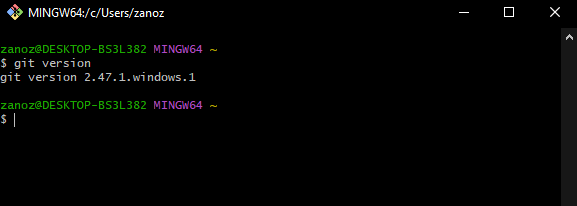 MINGW64:/c/Users/zanoz
zanoz@DESKTOP-BS3L382 MINGW64 ~
$ git version
git version 2.47.1.windows.1
zanoz@DESKTOP-BS3L382 MINGW64 ~
$